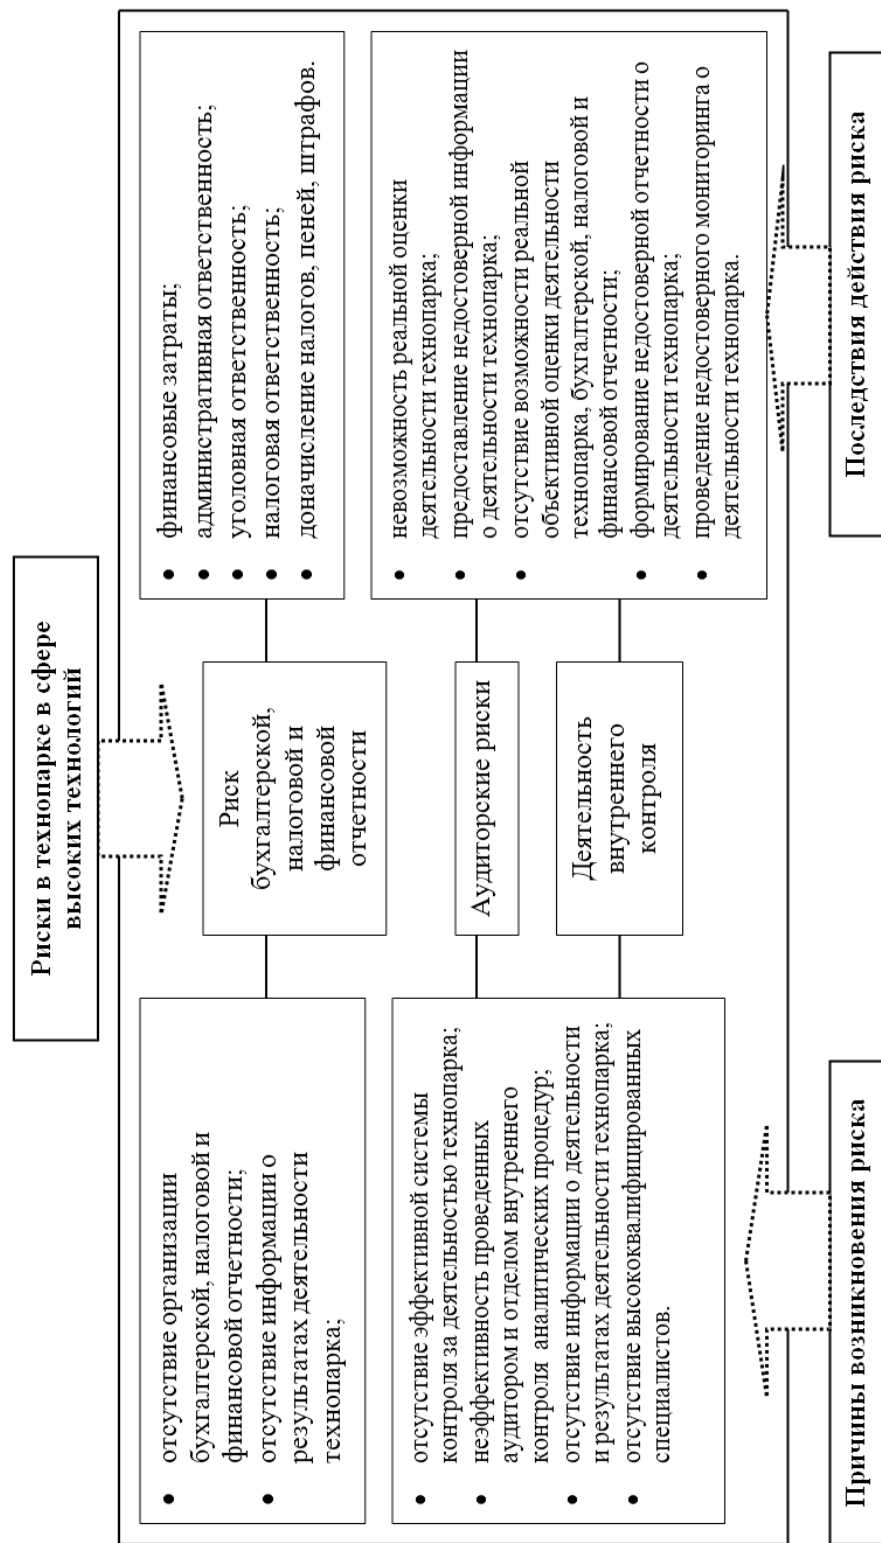 Риски в технопарке в сфере
высоких технологий
отсутствие организации
бухгалтерской, налоговой и
финансовой отчетности;
отсутствие информации о
результатах деятельности
технопарка;
Риск
бухгалтерской,
налоговой и
финансовой
отчетности
финансовые затраты;
административная ответственность;
уголовная ответственность;
налоговая ответственность;
доначисление налогов, пеней, штрафов.
отсутствие эффективной системы
контроля за деятельностью технопарка;
неэффективность проведенных
аудитором и отделом внутреннего
контроля аналитических процедур;
отсутствие информации о деятельности
и результатах деятельности технопарка;
отсутствие высококвалифицированных
специалистов.
Аудиторские риски
Деятельность
внутреннего
контроля
невозможность реальной оценки
деятельности технопарка;
предоставление недостоверной информации
о деятельности технопарка;
отсутствие возможности реальной
объективной оценки деятельности
технопарка, бухгалтерской, налоговой и
финансовой отчетности;
формирование недостоверной отчетности о
деятельности технопарка;
проведение недостоверного мониторинга о
деятельности технопарка.
Причины возникновения риска
Последствия действия риска